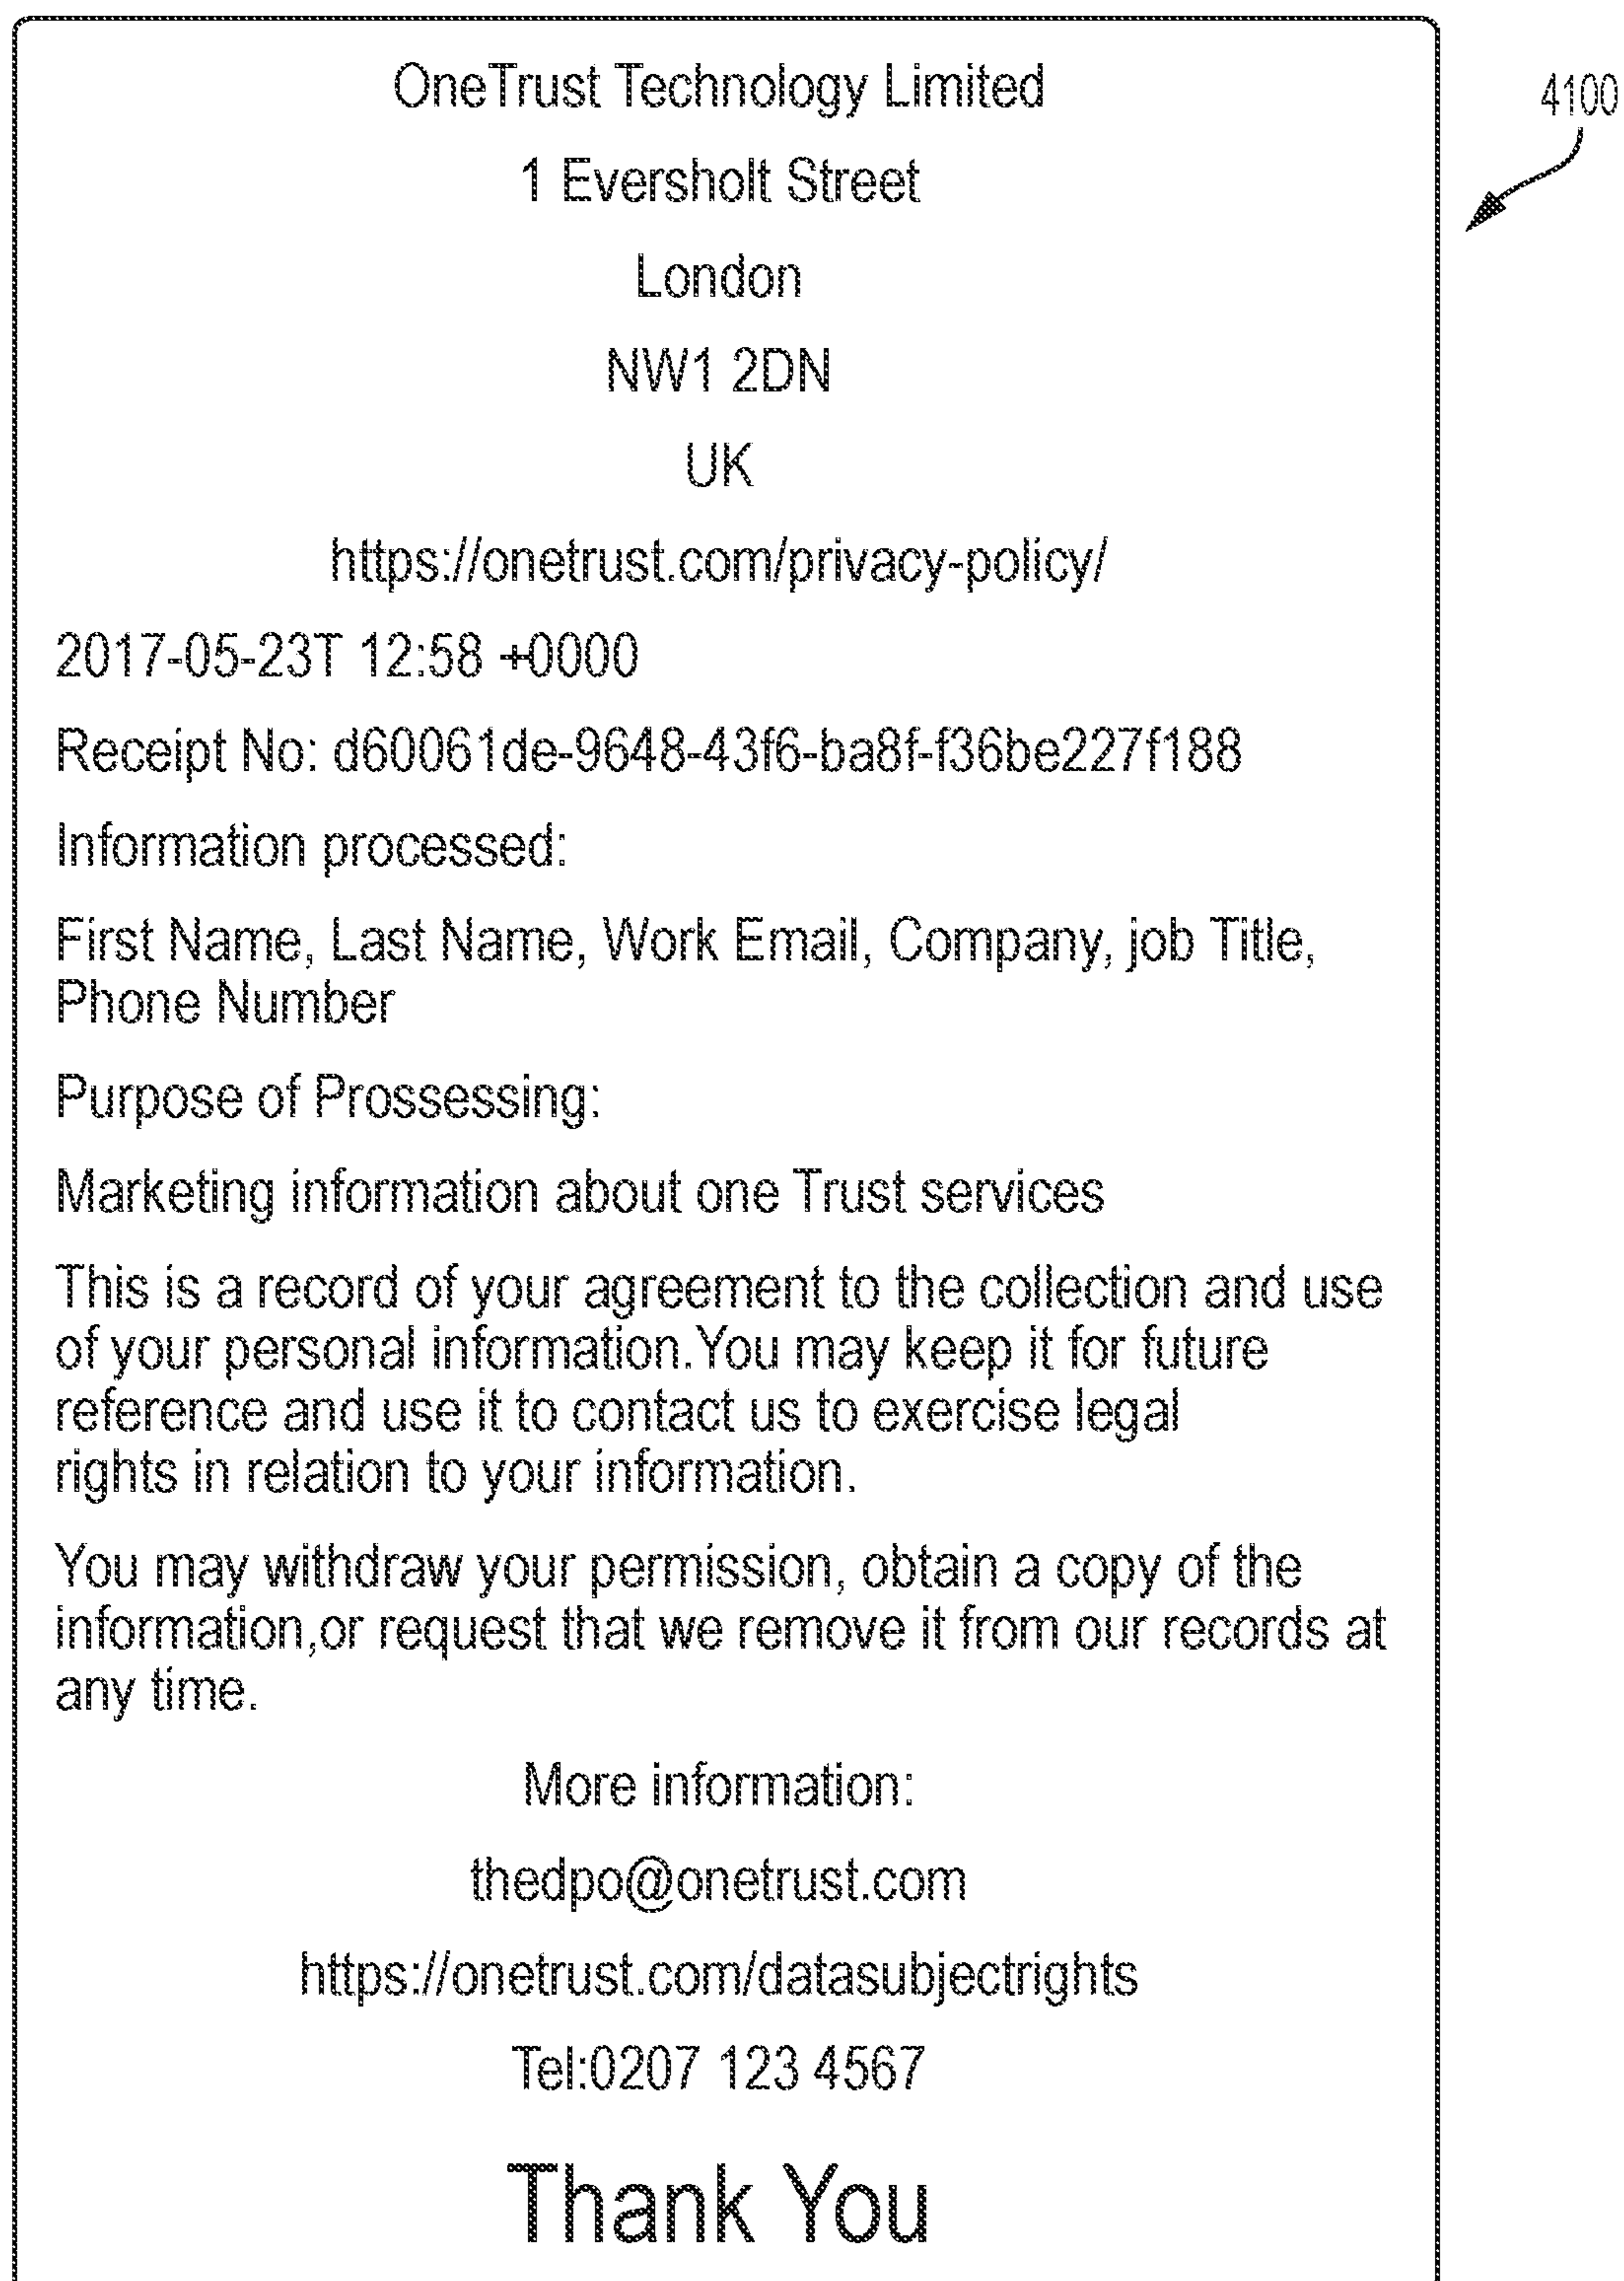 OneTrust Technology Limited
4100
1 Eversholt Street
London
NW1 2DN
UK
https://onetrust.com/privacy-policy/
2017-05-23T 12:58 +0000
Receipt No: d60061de-9648-43f6-ba8f-f36be227f188
Information processed:
First Name, Last Name, Work Email, Company, job Title,
Phone Number
Purpose of Prossessing:
Marketing information about one Trust services
This is a record of your agreement to the collection and use
of your personal information.You may keep it for future
reference and use it to contact us to exercise legal
rights in relation to your information.
You may withdraw your permission, obtain a copy of the
information,or request that we remove it from our records at
any time.
More information:
thedpo@onetrust.com
https://onetrust.com/datasubjectrights
Tel:0207 123 4567
Thank You